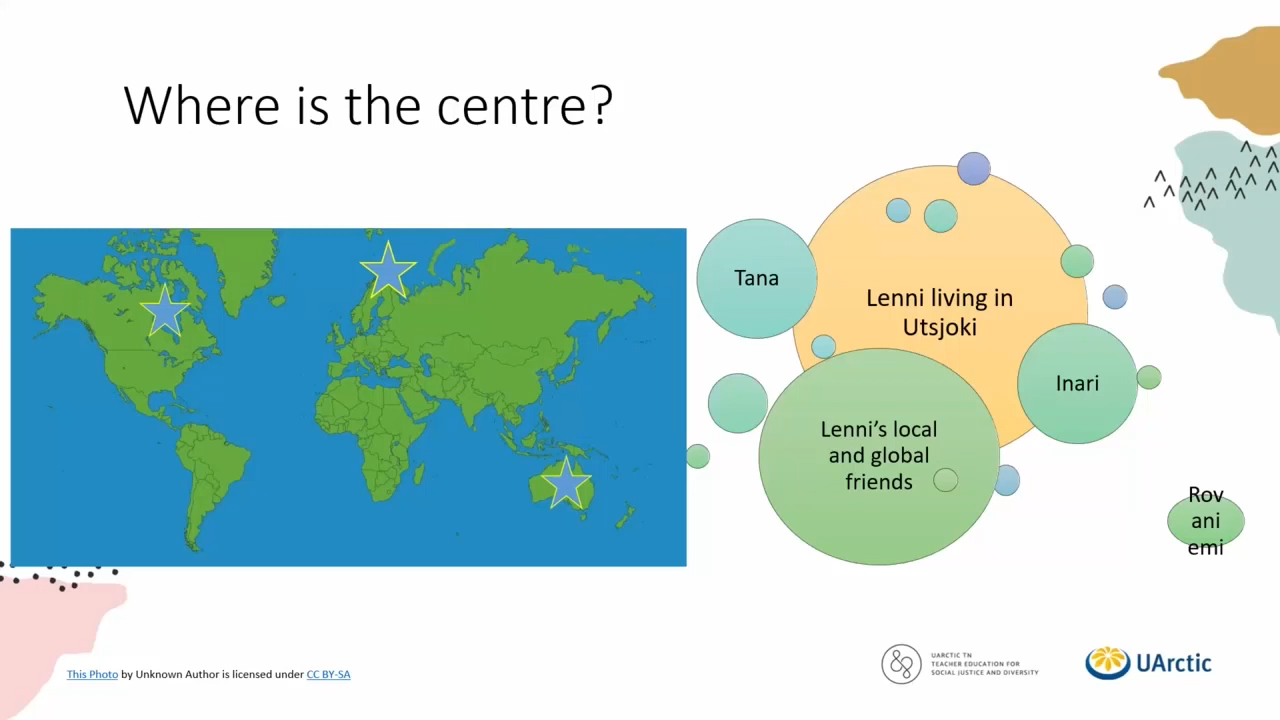 Where is the centre?
Tana
Lenni living in
Utsjoki
Inari
Lenni’s local
and global
friends
Rov
ani
emi
This Photo by Unknown Author is licensed under CC BY-SA
UARCTIC TN
TEACHER EDUCATION FOR
SOCIAL JUSTICE AND DIVERSITY
UArctic